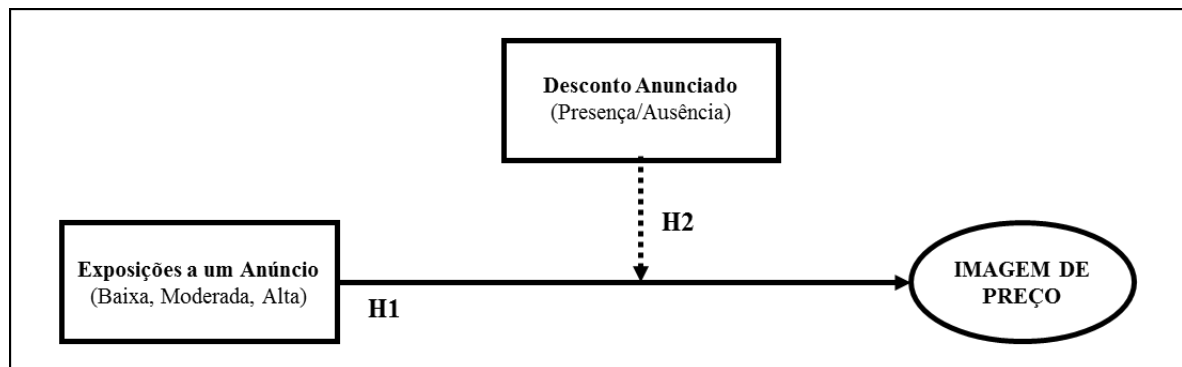 Desconto Anunciado
(Presença/Ausência)
H2
Exposições a um Anúncio
(Baixa, Moderada, Alta)
H1
IMAGEM DE
PREÇO